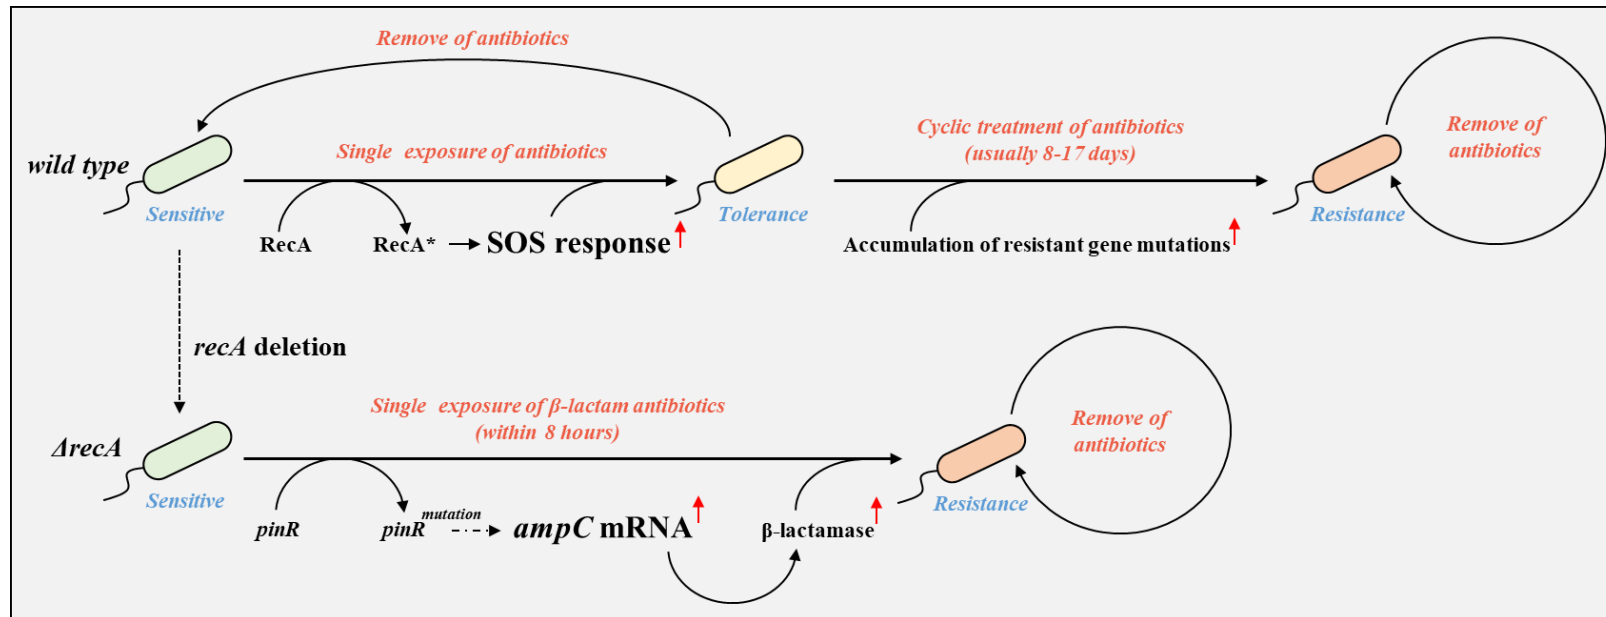 Remove of antibiotics
wild type
Single exposure of antibiotics
Cyclic treatment of antibiotics
(usually 8-17 days)
Remove of
antibiotics
Sensitive
Tolerance
Resistance
RecA
RecA*
SOS response
Accumulation of resistant gene mutations
recA deletion
ΔrecA
Single exposure of β-lactam antibiotics
(within 8 hours)
Remove of
antibiotics
Sensitive
Resistance
pinR
pinR mutation
ampC mRNA
β-lactamase